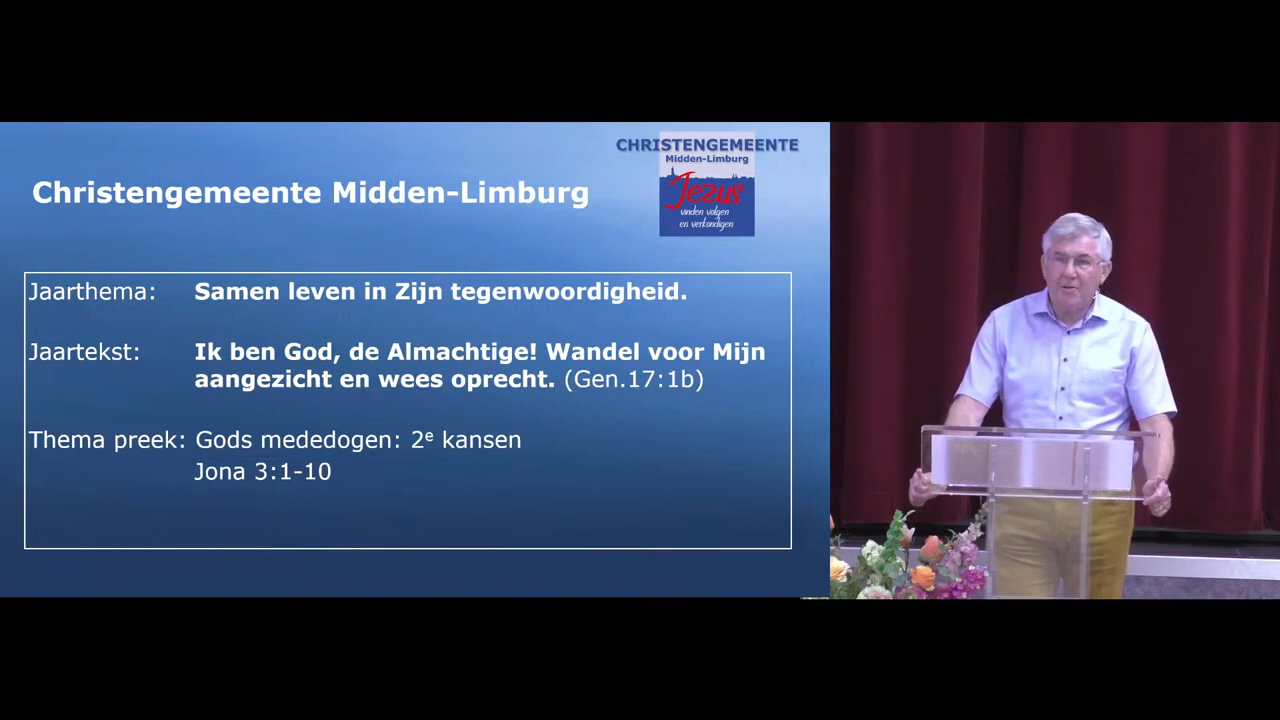 CHRISTENGEMEENTE
Midden-Limburg
Jezus
vinden volgen
en verkondigen
Christengemeente Midden-Limburg
Jaarthema: Samen leven in Zijn tegenwoordigheid.
Jaartekst: Ik ben God, de Almachtige! Wandel voor Mijn
aangezicht en wees oprecht. (Gen.17:1b)
Thema preek: Gods mededogen: 2e kansen
Jona 3:1-10